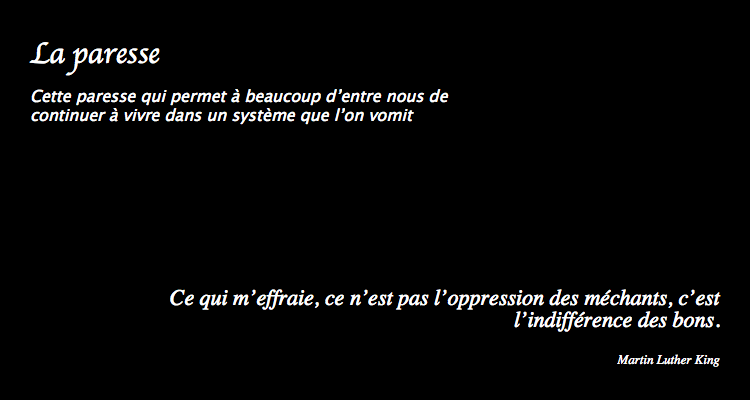 La paresse
Cette paresse qui permet à beaucoup d’entre nous de
continuer à vivre dans un système que l’on vomit
Ce qui m’effraie, ce n’est pas l’oppression des méchants, c’est
l’indifférence des bons.
Martin Luther King